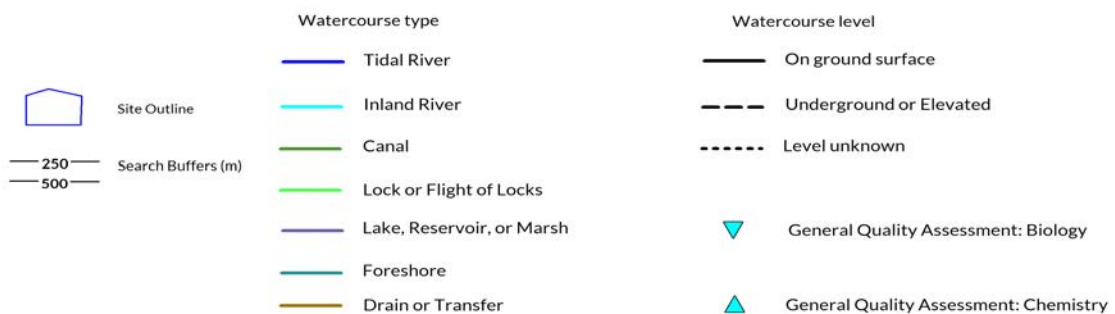 Watercourse type
Watercourse level
Tidal River
On ground surface
Site Outline
Inland River
Underground or Elevated
250
500
Search Buffers (m)
Canal
Level unknown
Lock or Flight of Locks
Lake, Reservoir, or Marsh
General Quality Assessment: Biology
Foreshore
Drain or Transfer
General Quality Assessment: Chemistry